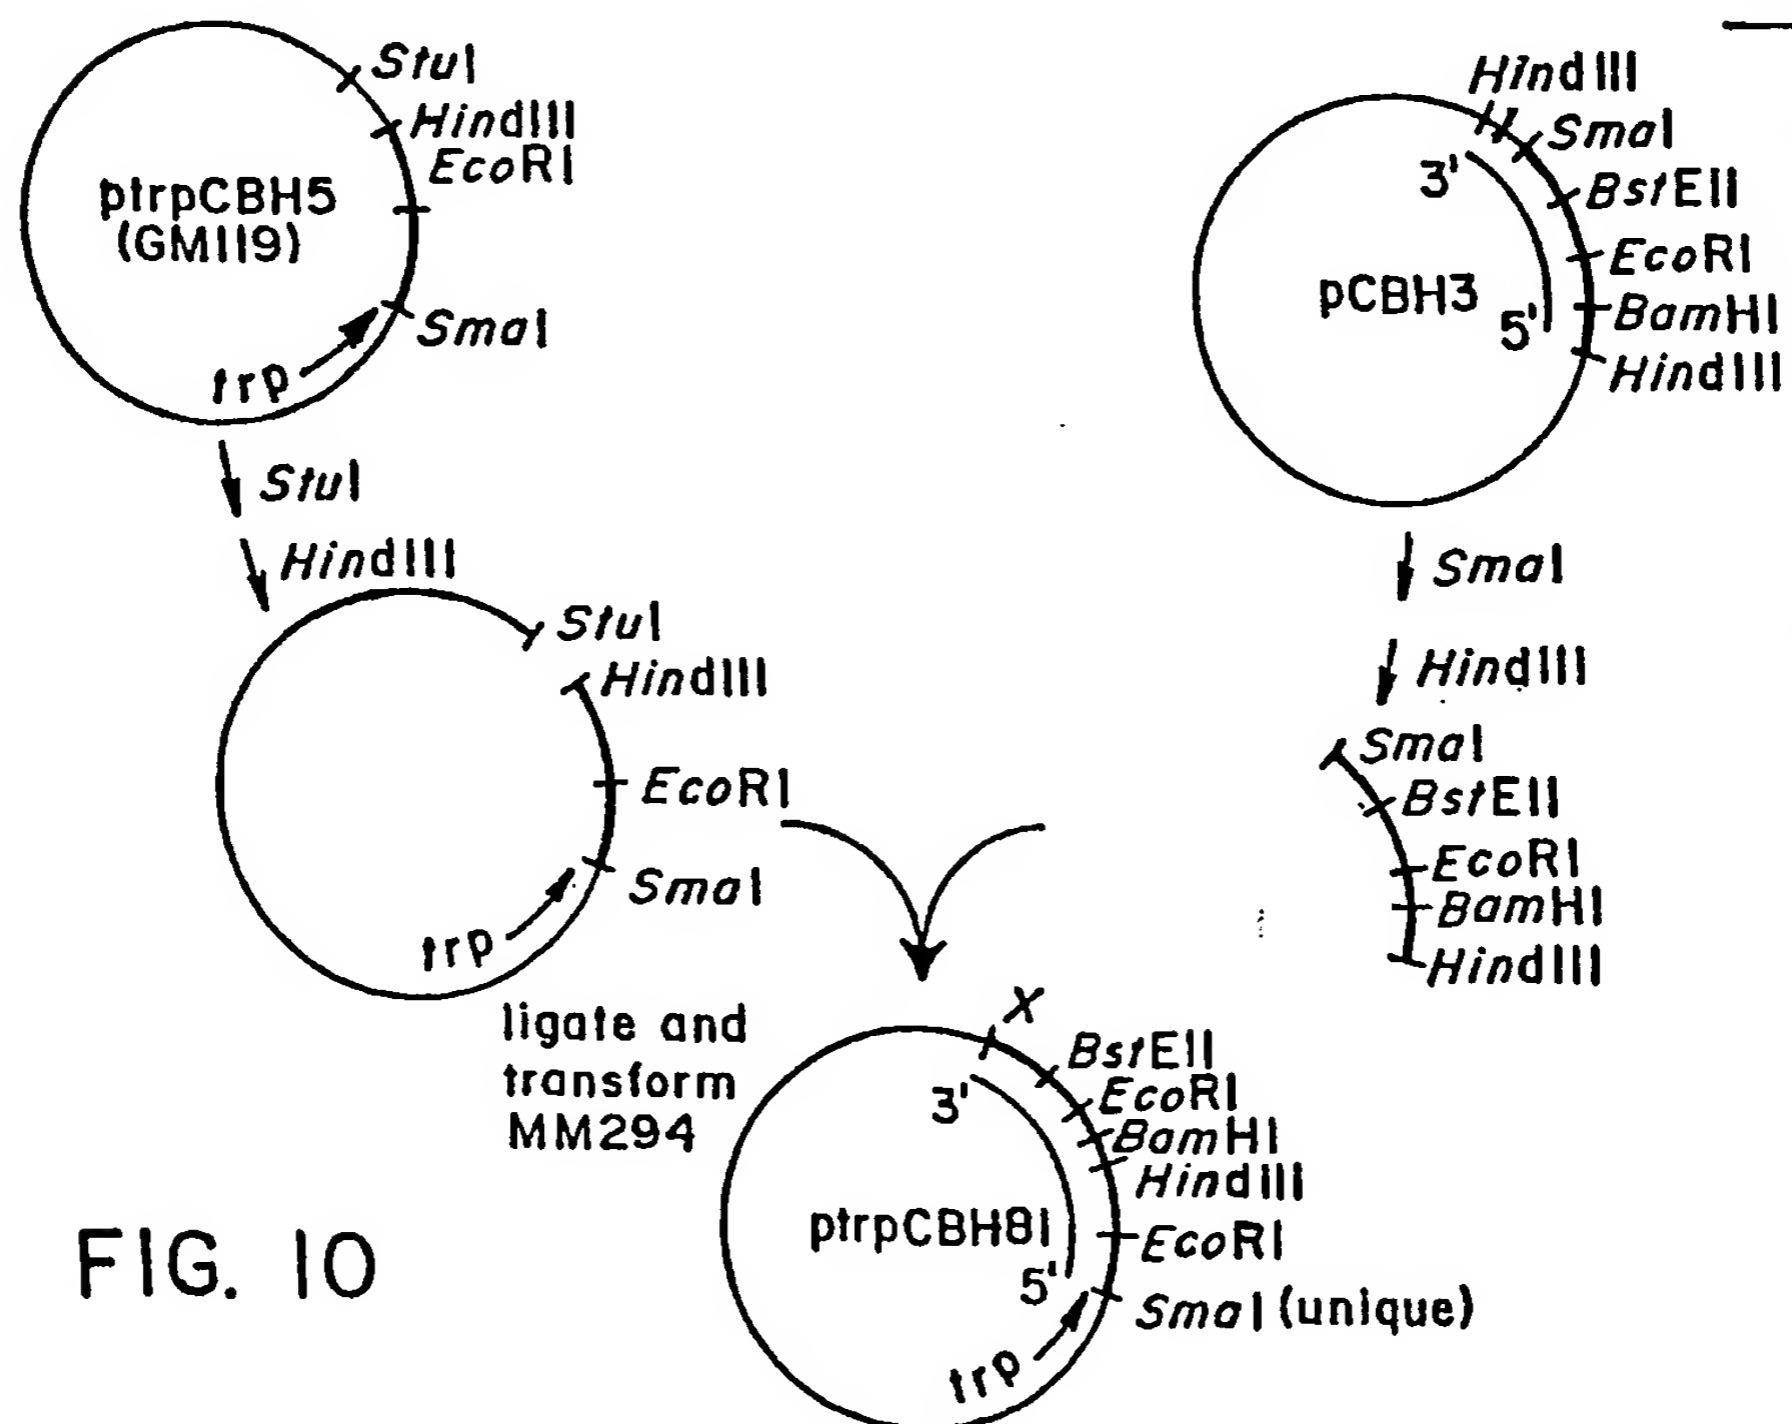 StuI
HindIII
EcoRI
ptrpCBH5
(GM119)
SmaI
trp
StuI
HindIII
StuI
HindIII
EcoRI
SmaI
trp
HindIII
SmaI
3'
BstEII
EcoRI
pCBH3
BamHI
5'
HindIII
SmaI
HindIII
SmaI
BstEII
EcoRI
BamHI
HindIII
ligate and
transform
MM294
X
BstEII
3'
EcoRI
BamHI
HindIII
ptrpCBH81
EcoRI
5'
SmaI (unique)
trp
FIG. 10